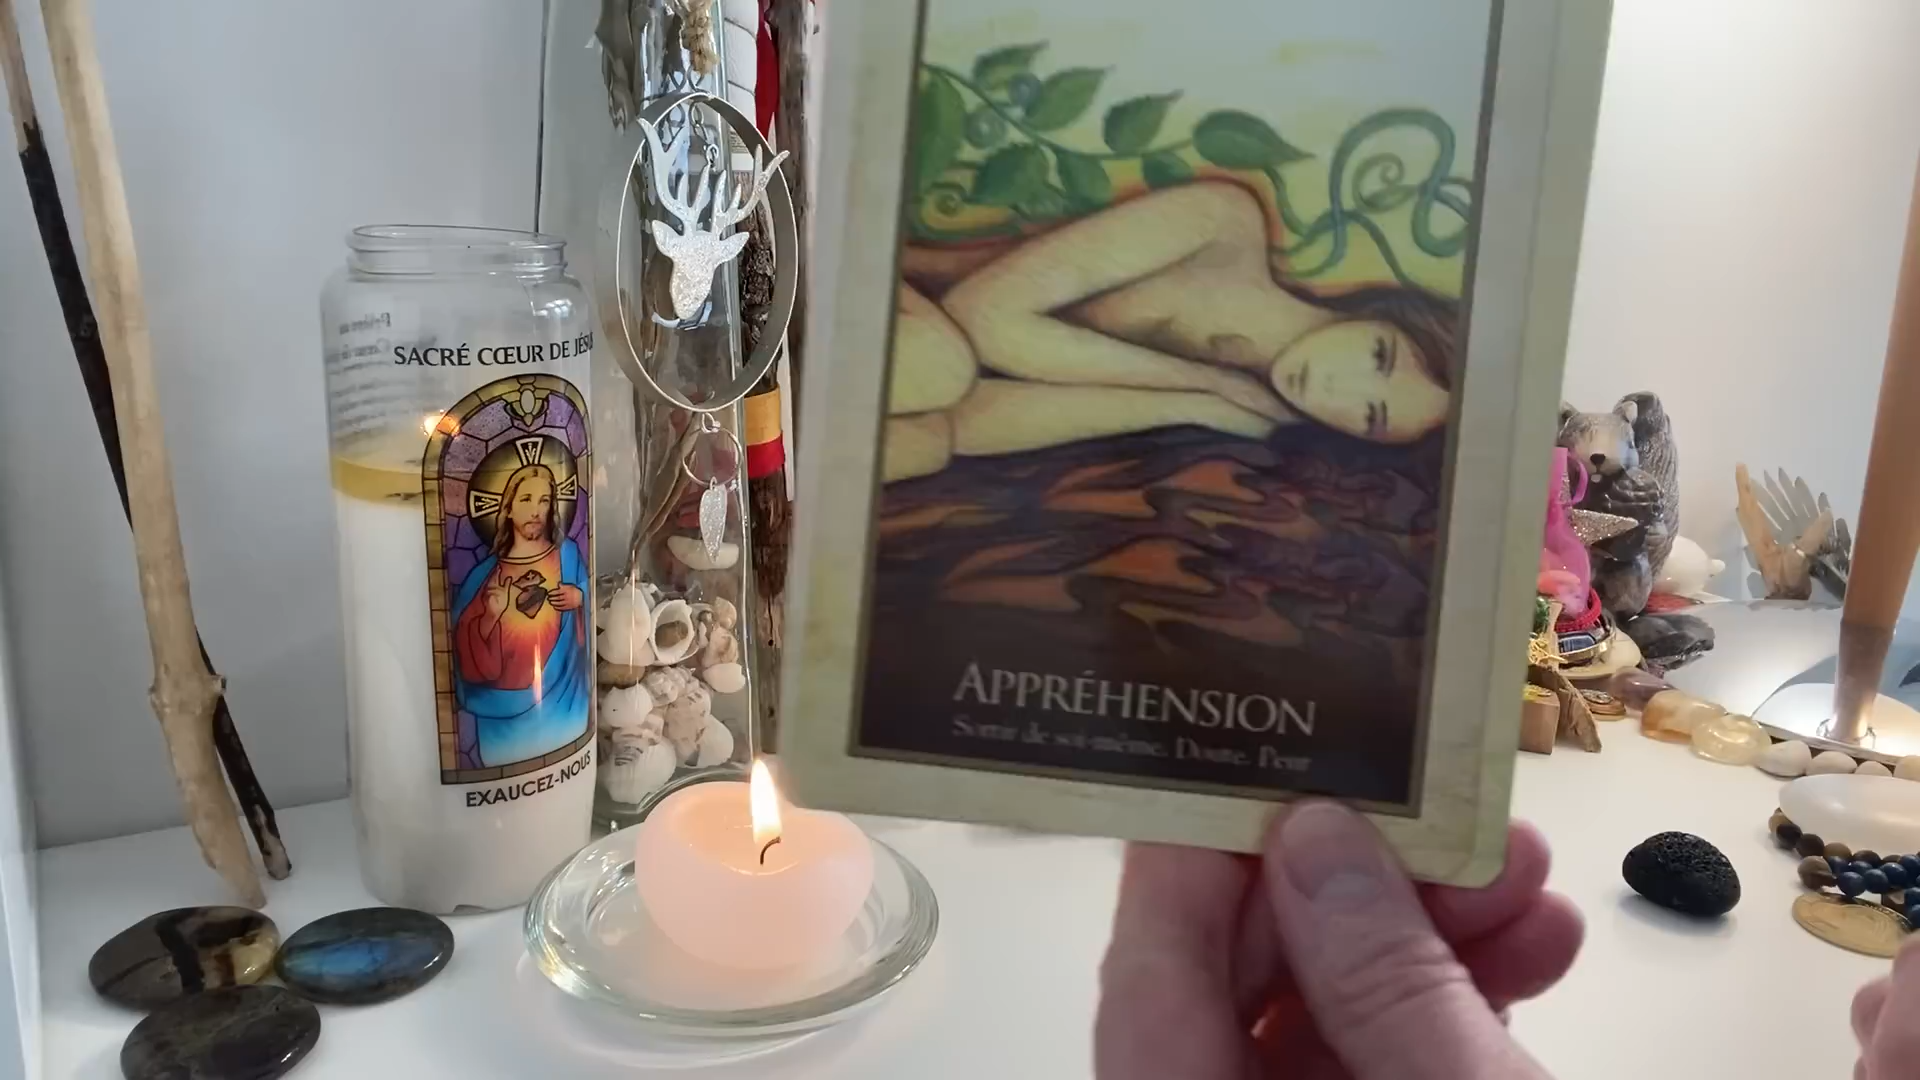 SACRÉ CŒUR DE JÉSUS
EXAUCEZ-NOUS
APPRÉHENSION
Sortir de soi-même. Doute. Peur